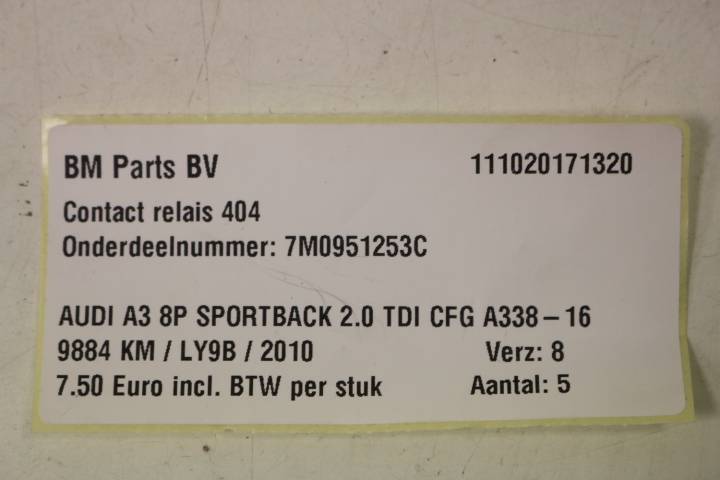 BM Parts BV 111020171320
Contact relais 404
Onderdeelnummer: 7M0951253C
AUDI A3 8P SPORTBACK 2.0 TDI CFG A338-16
9884 KM / LY9B / 2010 Verz: 8
7.50 Euro incl. BTW per stuk Aantal: 5